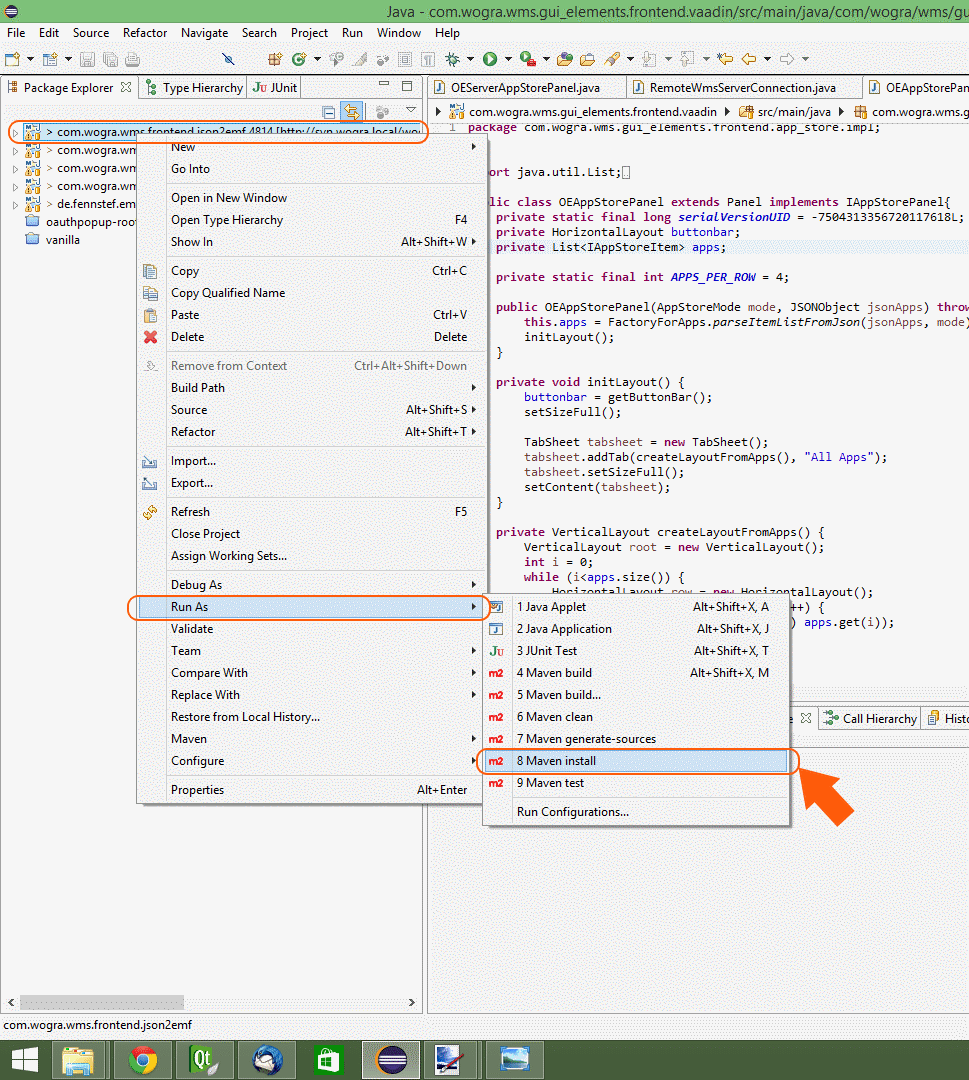 Java - com.wogra.wms.gui_elements.frontend.vaadin/src/main/java/com/wogra/wms/gu
File Edit Source Refactor Navigate Search Project Run Window Help
Package Explorer Type Hierarchy JUnit
OEServerAppStorePanel.java RemoteWmsServerConnection.java OEAppStorePanel
com.wogra.wms.gui_elements.frontend.vaadin src/main/java com.wogra.wms.gui
> com.wogra.wms.frontend.json2emf 4814 [http://svn.wogra.local/wo
> com.wogra.wm
> com.wogra.wm
> com.wogra.wm
> de.fennstef.em
oauthpopup-roo
vanilla
New
Go Into
Open in New Window
Open Type Hierarchy F4
Show In Alt+Shift+W
Copy Ctrl+C
Copy Qualified Name
Paste Ctrl+V
Delete Delete
Remove from Context Ctrl+Alt+Shift+Down
Build Path
Source Alt+Shift+S
Refactor Alt+Shift+T
Import...
Export...
Refresh F5
Close Project
Assign Working Sets...
Debug As
Run As
Validate
Team
Compare With
Replace With
Restore from Local History...
Maven
Configure
Properties Alt+Enter
1 package com.wogra.wms.gui_elements.frontend.app_store.impl;
ort java.util.List;
lic class OEAppStorePanel extends Panel implements IAppStorePanel{
private static final long serialVersionUID = -7504313356720117618L;
private HorizontalLayout buttonbar;
private List<IAppStoreItem> apps;
private static final int APPS_PER_ROW = 4;
public OEAppStorePanel(AppStoreMode mode, JSONObject jsonApps) throw
this.apps = FactoryForApps.parseItemListFromJson(jsonApps, mode)
initLayout();
}
private void initLayout() {
buttonbar = getButtonBar();
setSizeFull();
TabSheet tabsheet = new TabSheet();
tabsheet.addTab(createLayoutFromApps(), "All Apps");
tabsheet.setSizeFull();
setContent(tabsheet);
}
private VerticalLayout createLayoutFromApps() {
VerticalLayout root = new VerticalLayout();
int i = 0;
while (i<apps.size()) {
HorizontalLayout row = new HorizontalLayout();
++) {
) apps.get(i));
1 Java Applet Alt+Shift+X, A
2 Java Application Alt+Shift+X, J
3 JUnit Test Alt+Shift+X, T
4 Maven build Alt+Shift+X, M
5 Maven build...
6 Maven clean
7 Maven generate-sources
8 Maven install
9 Maven test
Run Configurations...
e Call Hierarchy Histo
com.wogra.wms.frontend.json2emf